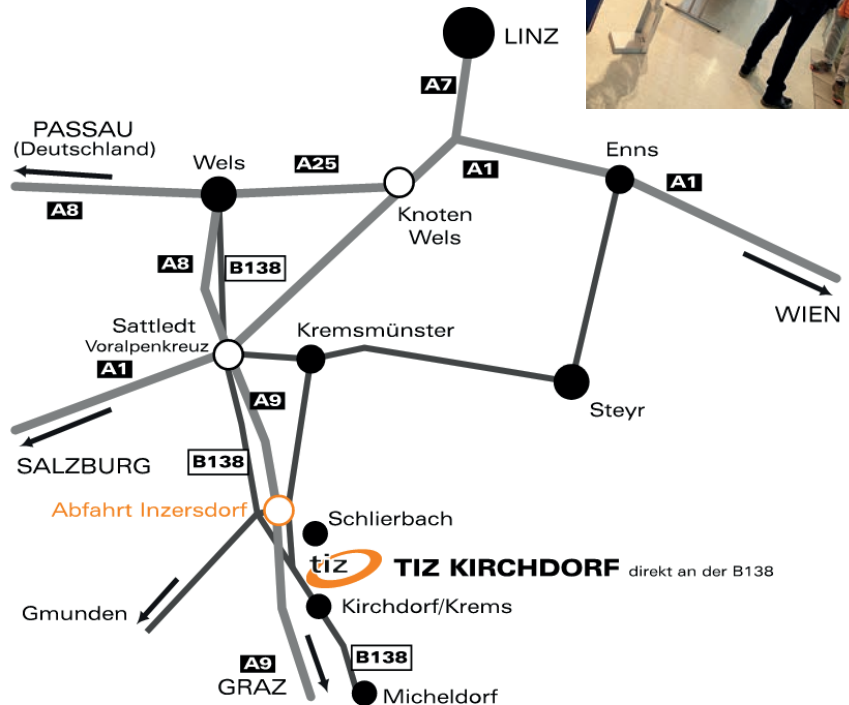 LINZ
A7
PASSAU
(Deutschland)
Wels
A25
A1
Enns
A1
A8
Knoten
Wels
A8
B138
WIEN
Sattledt
Voralpenkreuz
Kremsmünster
A1
A9
Steyr
SALZBURG
B138
Abfahrt Inzersdorf
Schlierbach
tiz TIZ KIRCHDORF direkt an der B138
Gmunden
Kirchdorf/Krems
A9
GRAZ
B138
Micheldorf